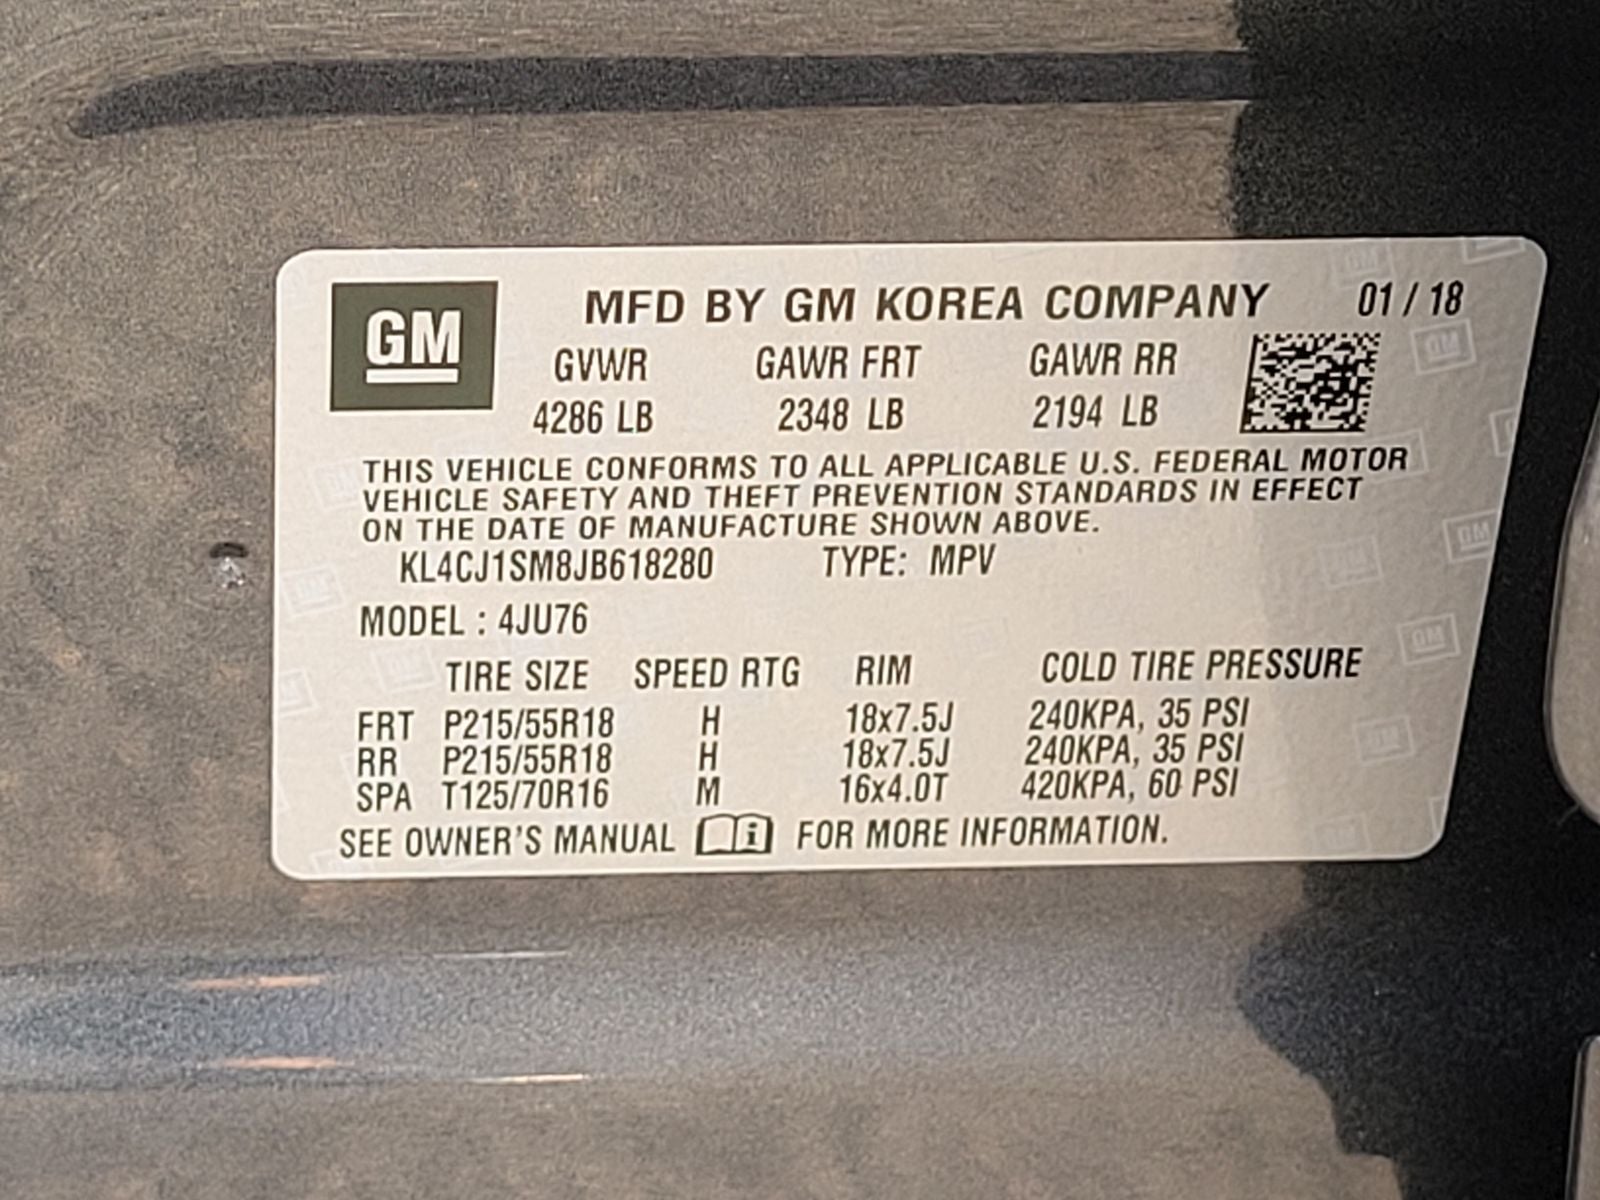 GM
MFD BY GM KOREA COMPANY 01 / 18
GVWR GAWR FRT GAWR RR
4286 LB 2348 LB 2194 LB
THIS VEHICLE CONFORMS TO ALL APPLICABLE U.S. FEDERAL MOTOR
VEHICLE SAFETY AND THEFT PREVENTION STANDARDS IN EFFECT
ON THE DATE OF MANUFACTURE SHOWN ABOVE.
KL4CJ1SM8JB618280 TYPE: MPV
MODEL : 4JU76
TIRE SIZE SPEED RTG RIM COLD TIRE PRESSURE
FRT P215/55R18 H 18x7.5J 240KPA, 35 PSI
RR P215/55R18 H 18x7.5J 240KPA, 35 PSI
SPA T125/70R16 M 16x4.0T 420KPA, 60 PSI
SEE OWNER'S MANUAL i FOR MORE INFORMATION.